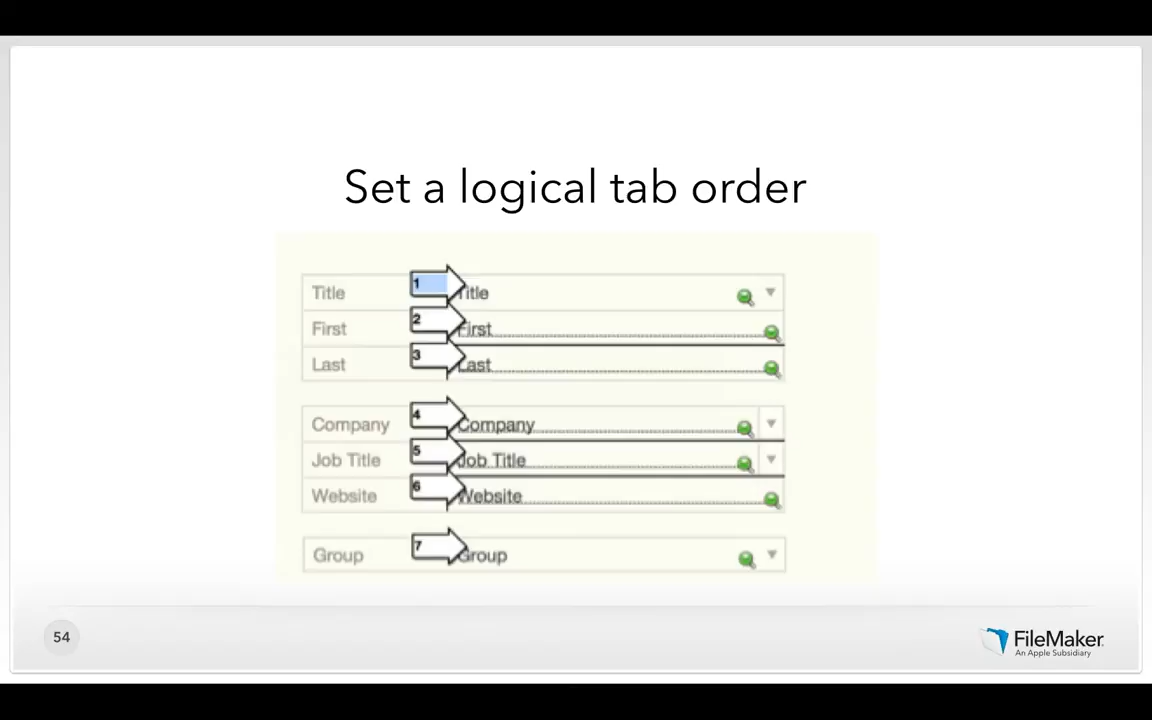 Set a logical tab order
Title 1 Title
First 2 First
Last 3 Last
Company 4 Company
Job Title 5 Job Title
Website 6 Website
Group 7 Group
54
FileMaker
An Apple Subsidiary